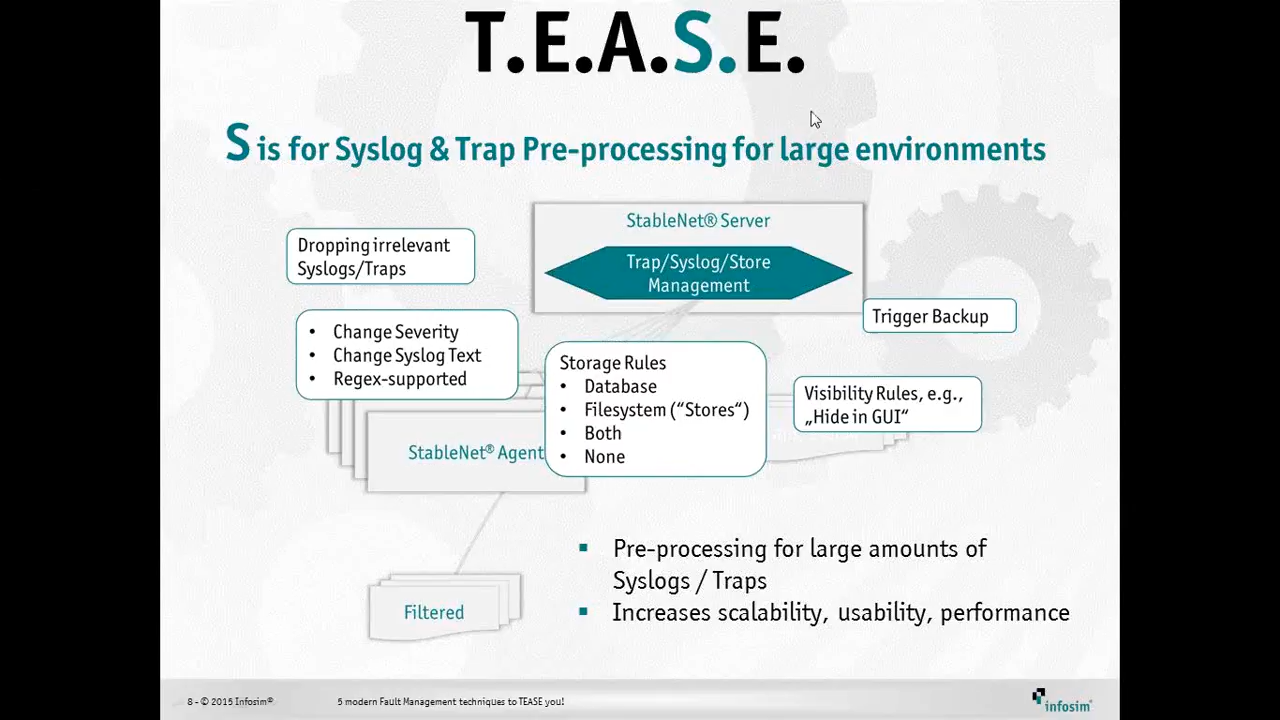 T.E.A.S.E.
S is for Syslog & Trap Pre-processing for large environments
StableNet® Server
Trap/Syslog/Store
Management
Dropping irrelevant
Syslogs/Traps
Trigger Backup
• Change Severity
• Change Syslog Text
• Regex-supported
Storage Rules
• Database
• Filesystem (“Stores“)
• Both
• None
Visibility Rules, e.g.,
„Hide in GUI“
StableNet® Agent
Filtered
▪ Pre-processing for large amounts of
Syslogs / Traps
▪ Increases scalability, usability, performance
8 - © 2015 Infosim®
5 modern Fault Management techniques to TEASE you!
infosim®